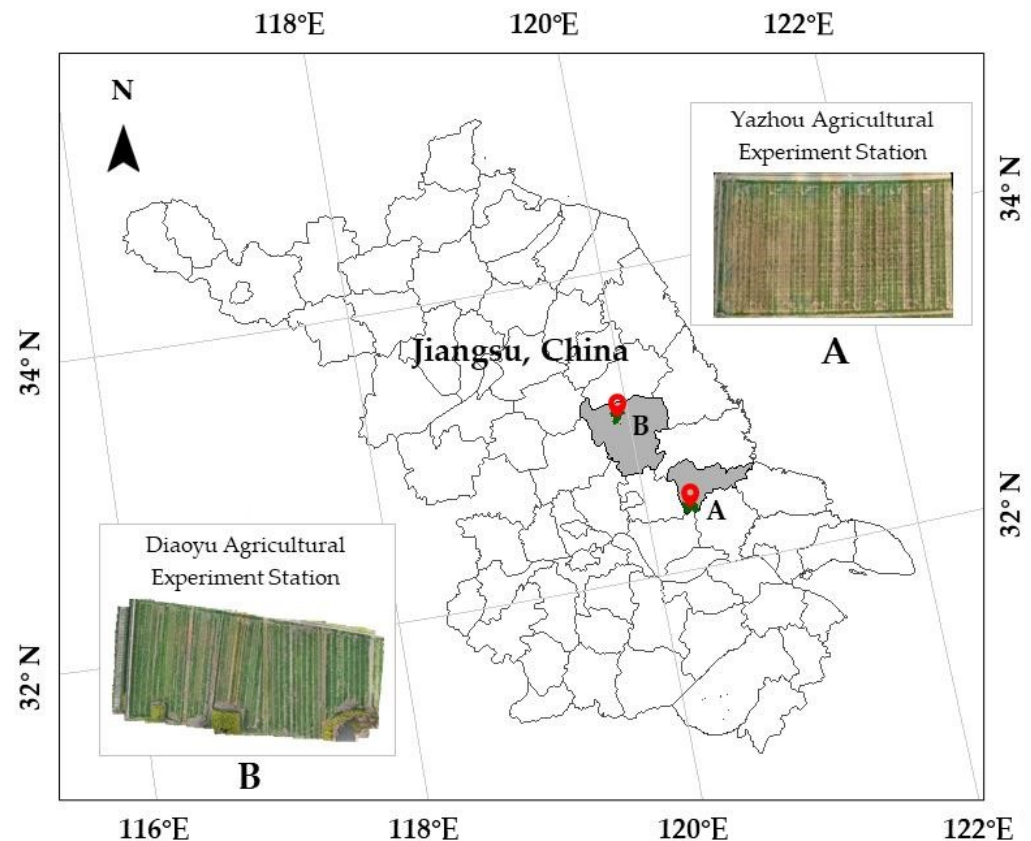 118°E
120°E
122°E
N
Yazhou Agricultural
Experiment Station
A
34° N
34° N
Jiangsu, China
B
A
32° N
Diaoyu Agricultural
Experiment Station
B
32° N
116°E
118°E
120°E
122°E